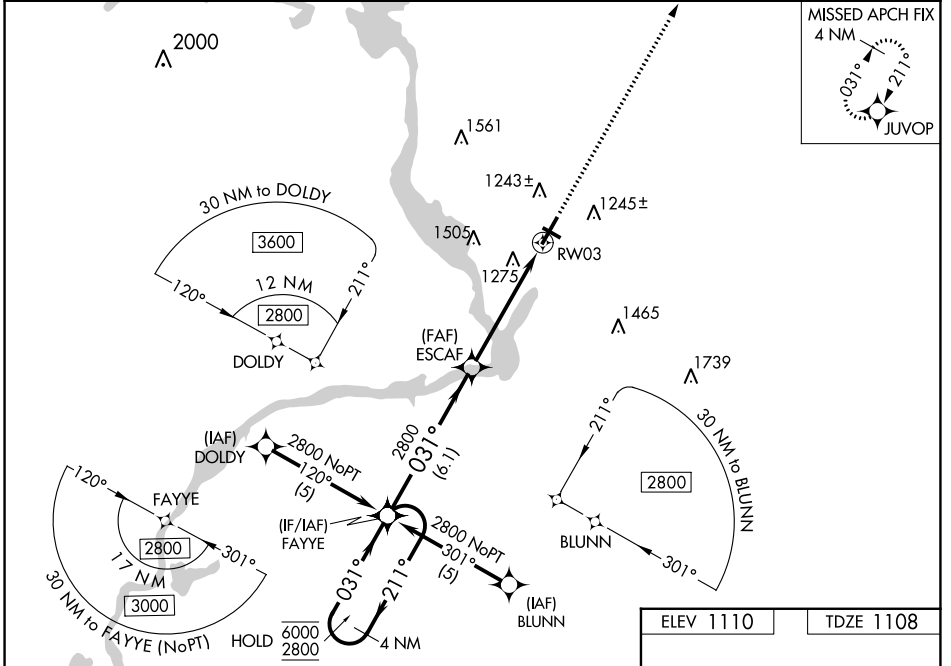 MISSED APCH FIX
4 NM
031°
211°
JUVOP
2000
1561
1243±
1245±
1505
1275
RW03
1465
1739
30 NM to DOLDY
3600
12 NM
2800
120°
211°
DOLDY
(FAF)
ESCAF
2800
031°
(6.1)
(IAF)
DOLDY
2800 NoPT
120°
(5)
(IF/IAF)
FAYYE
2800 NoPT
301°
(5)
(IAF)
BLUNN
031°
211°
HOLD
6000
2800
4 NM
120°
FAYYE
2800
17 NM
3000
301°
30 NM to FAYYE (NoPT)
211°
30 NM to BLUNN
2800
BLUNN
301°
ELEV 1110
TDZE 1108